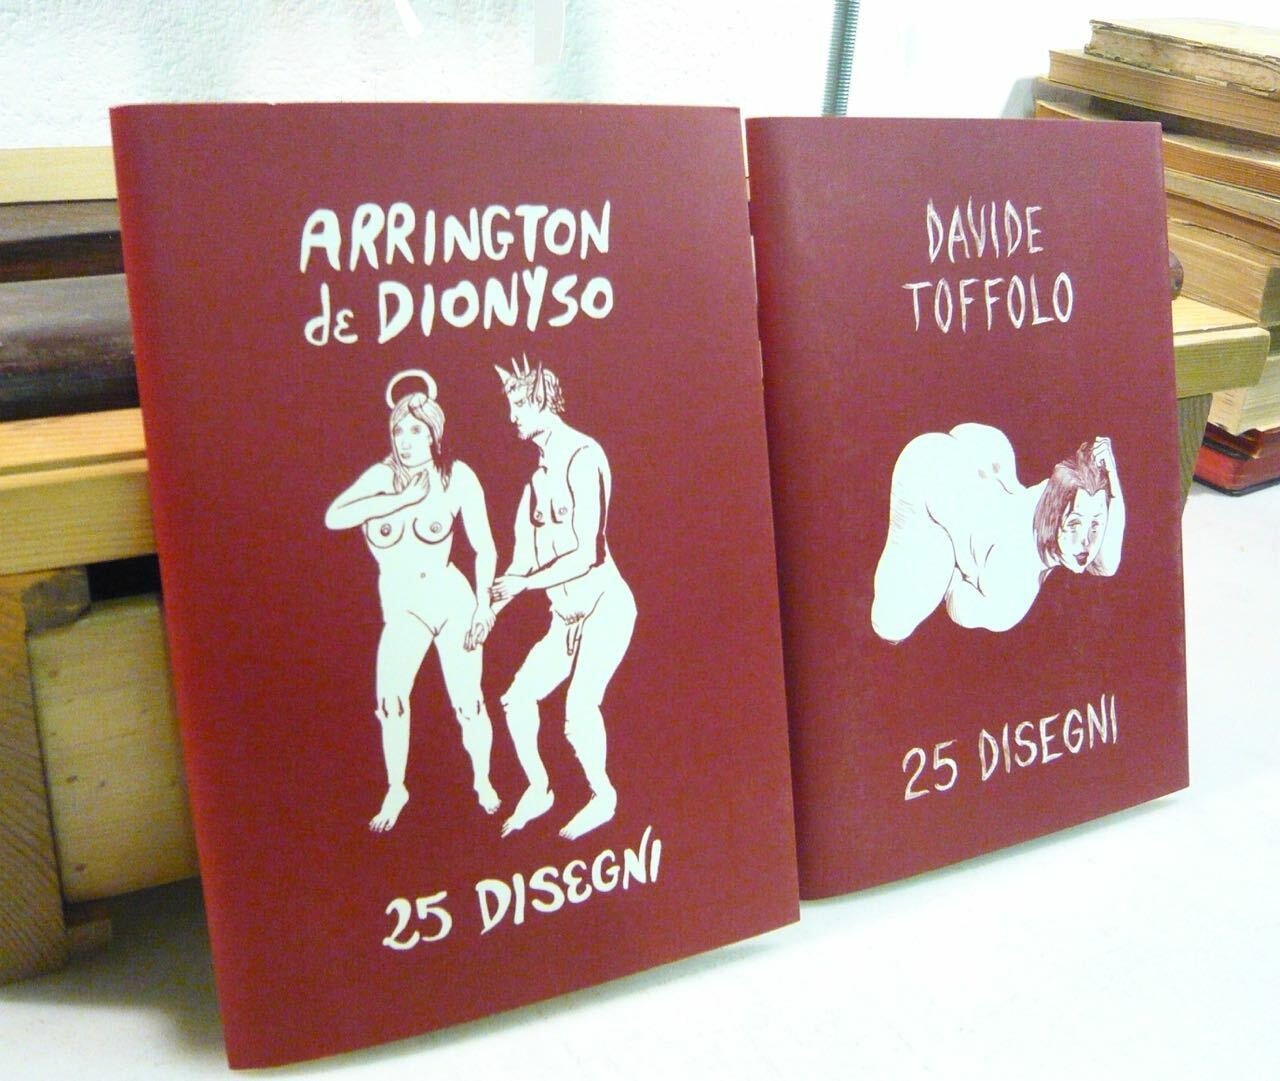 ARRINGTON
de DIONYSO
25 DISEGNI
DAVIDE
TOFFOLO
25 DISEGNI